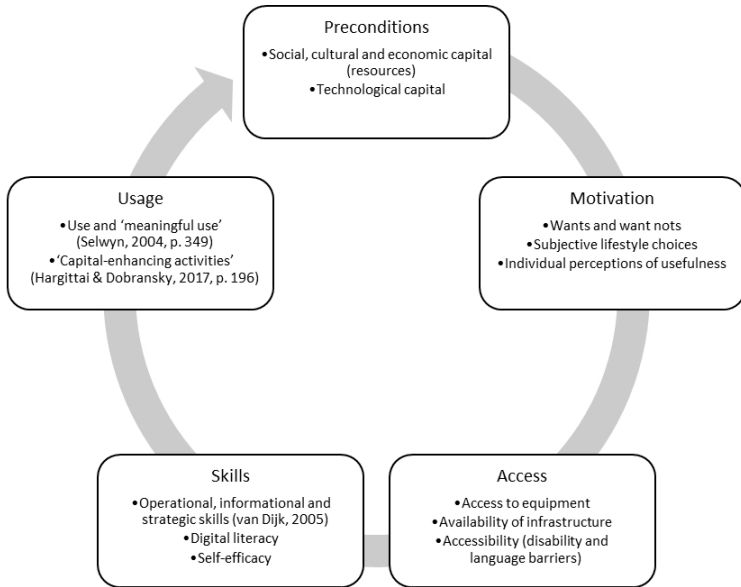 Preconditions
•Social, cultural and economic capital
(resources)
•Technological capital
Motivation
•Wants and want nots
•Subjective lifestyle choices
•Individual perceptions of usefulness
Access
•Access to equipment
•Availability of infrastructure
•Accessibility (disability and
language barriers)
Skills
•Operational, informational and
strategic skills (van Dijk, 2005)
•Digital literacy
•Self-efficacy
Usage
•Use and ‘meaningful use’
(Selwyn, 2004, p. 349)
•‘Capital-enhancing activities’
(Hargittai & Dobransky, 2017, p. 196)